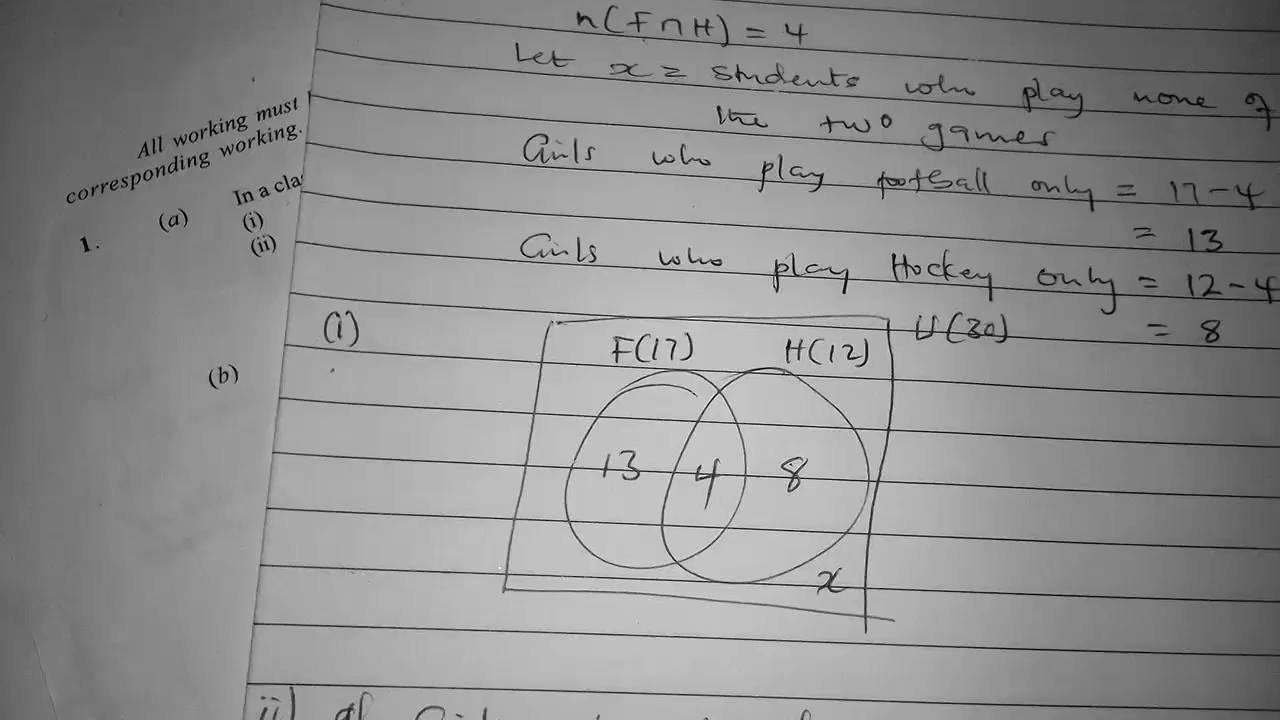 n(F∩H) = 4
Let x = students who play none of
the two games
Girls who play football only = 17-4
= 13
Girls who play Hockey only = 12-4
= 8
All working must
corresponding working.
1. (a) In a cla
(i)
(ii)
(b)
(i)
U(30)
F(17) H(12)
13 4 8
x
ii)